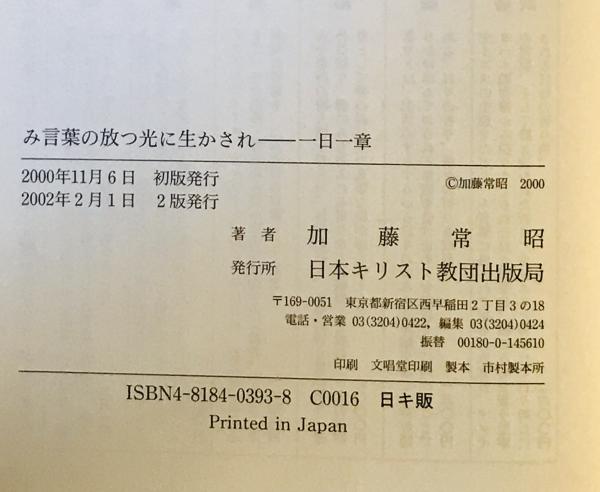 み言葉の放つ光に生かされ――一日一章
2000年11月6日　初版発行
2002年2月1日　2版発行
©加藤常昭　2000
著者　加藤常昭
発行所　日本キリスト教団出版局
〒169-0051　東京都新宿区西早稲田2丁目3の18
電話・営業 03(3204)0422，編集 03(3204)0424
振替　00180-0-145610
印刷　文唱堂印刷　製本　市村製本所
ISBN4-8184-0393-8　C0016　日キ販
Printed in Japan